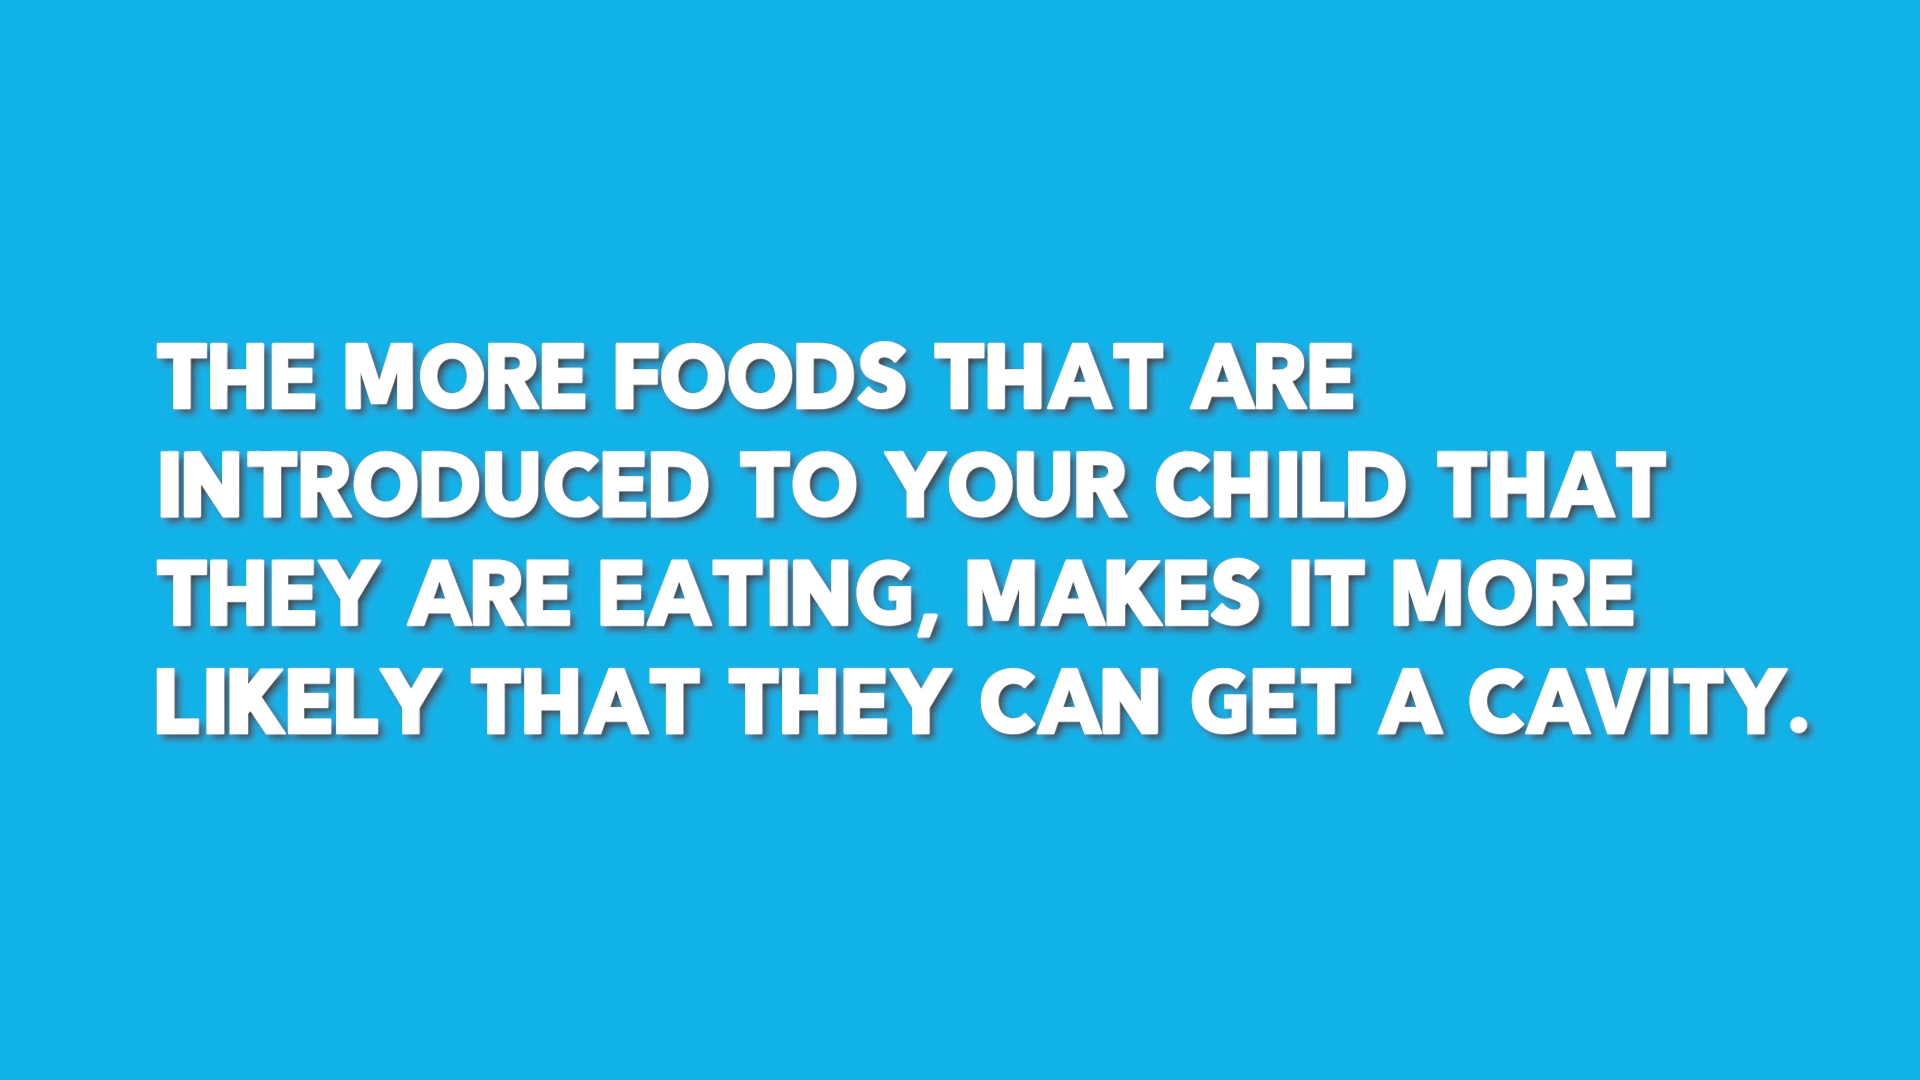 THE MORE FOODS THAT ARE
INTRODUCED TO YOUR CHILD THAT
THEY ARE EATING, MAKES IT MORE
LIKELY THAT THEY CAN GET A CAVITY.